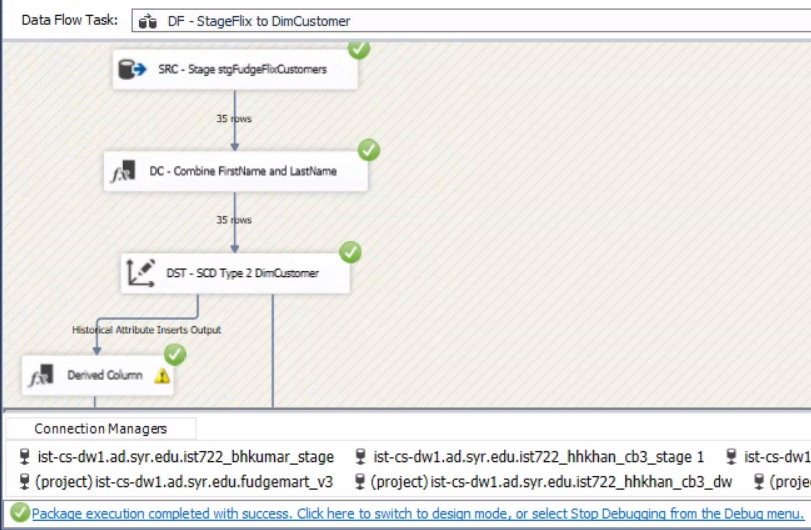 Data Flow Task: DF - StageFlix to DimCustomer
SRC - Stage stgFudgeFlixCustomers
35 rows
DC - Combine FirstName and LastName
35 rows
DST - SCD Type 2 DimCustomer
Historical Attribute Inserts Output
Derived Column
Connection Managers
ist-cs-dw1.ad.syr.edu.ist722_bhkumar_stage ist-cs-dw1.ad.syr.edu.ist722_hhkhan_cb3_stage 1 ist-cs-dw1
(project) ist-cs-dw1.ad.syr.edu.fudgemart_v3 (project) ist-cs-dw1.ad.syr.edu.ist722_hhkhan_cb3_dw (proje
Package execution completed with success. Click here to switch to design mode, or select Stop Debugging from the Debug menu.